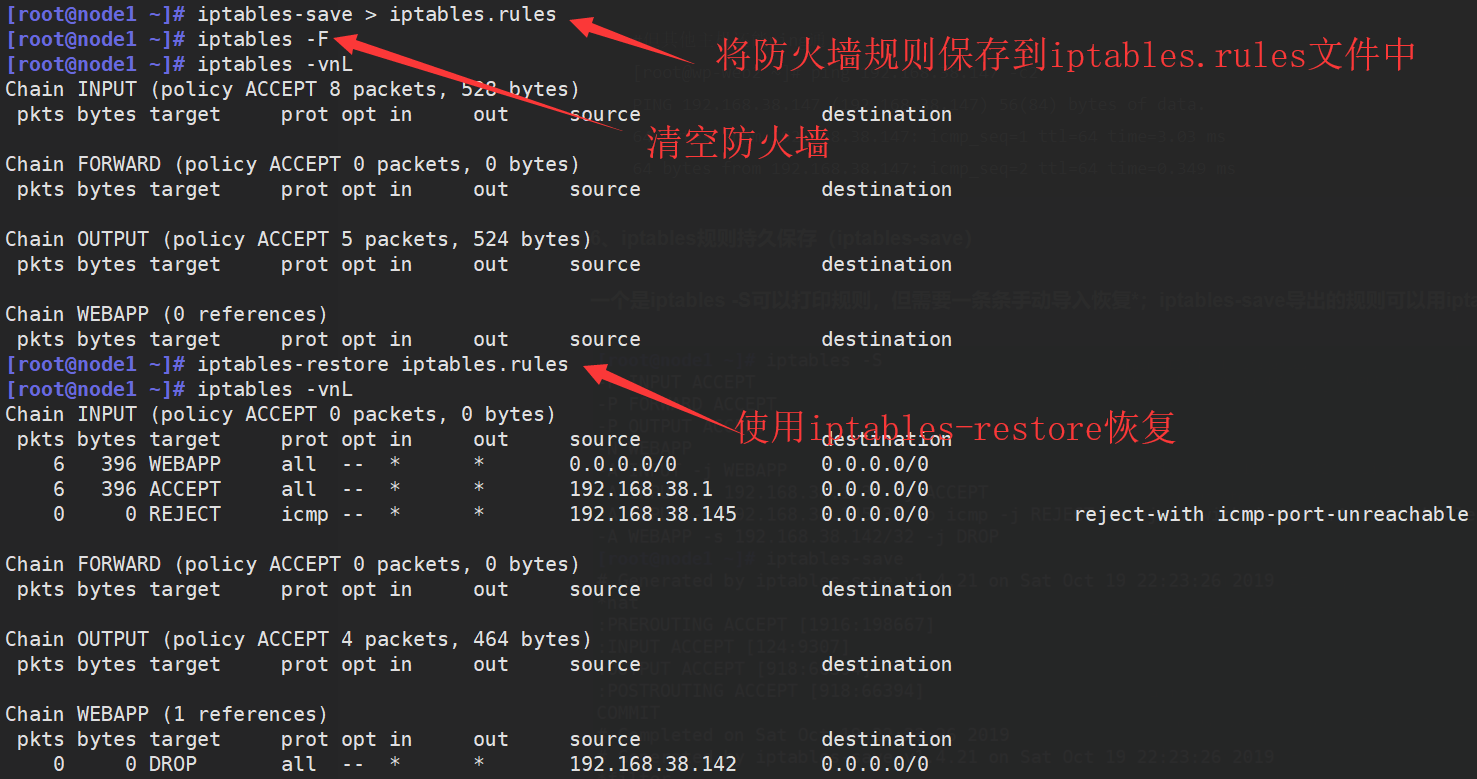 [root@node1 ~]# iptables-save > iptables.rules
[root@node1 ~]# iptables -F
将防火墙规则保存到iptables.rules文件中
[root@node1 ~]# iptables -vnL
Chain INPUT (policy ACCEPT 8 packets, 528 bytes)
pkts bytes target prot opt in out source destination
清空防火墙
Chain FORWARD (policy ACCEPT 0 packets, 0 bytes)
pkts bytes target prot opt in out source destination
Chain OUTPUT (policy ACCEPT 5 packets, 524 bytes)
pkts bytes target prot opt in out source destination
Chain WEBAPP (0 references)
pkts bytes target prot opt in out source destination
[root@node1 ~]# iptables-restore iptables.rules
[root@node1 ~]# iptables -vnL
Chain INPUT (policy ACCEPT 0 packets, 0 bytes)
使用iptables-restore恢复
pkts bytes target prot opt in out source destination
6 396 WEBAPP all -- * * 0.0.0.0/0 0.0.0.0/0
6 396 ACCEPT all -- * * 192.168.38.1 0.0.0.0/0
0 0 REJECT icmp -- * * 192.168.38.145 0.0.0.0/0 reject-with icmp-port-unreachable
Chain FORWARD (policy ACCEPT 0 packets, 0 bytes)
pkts bytes target prot opt in out source destination
Chain OUTPUT (policy ACCEPT 4 packets, 464 bytes)
pkts bytes target prot opt in out source destination
Chain WEBAPP (1 references)
pkts bytes target prot opt in out source destination
0 0 DROP all -- * * 192.168.38.142 0.0.0.0/0